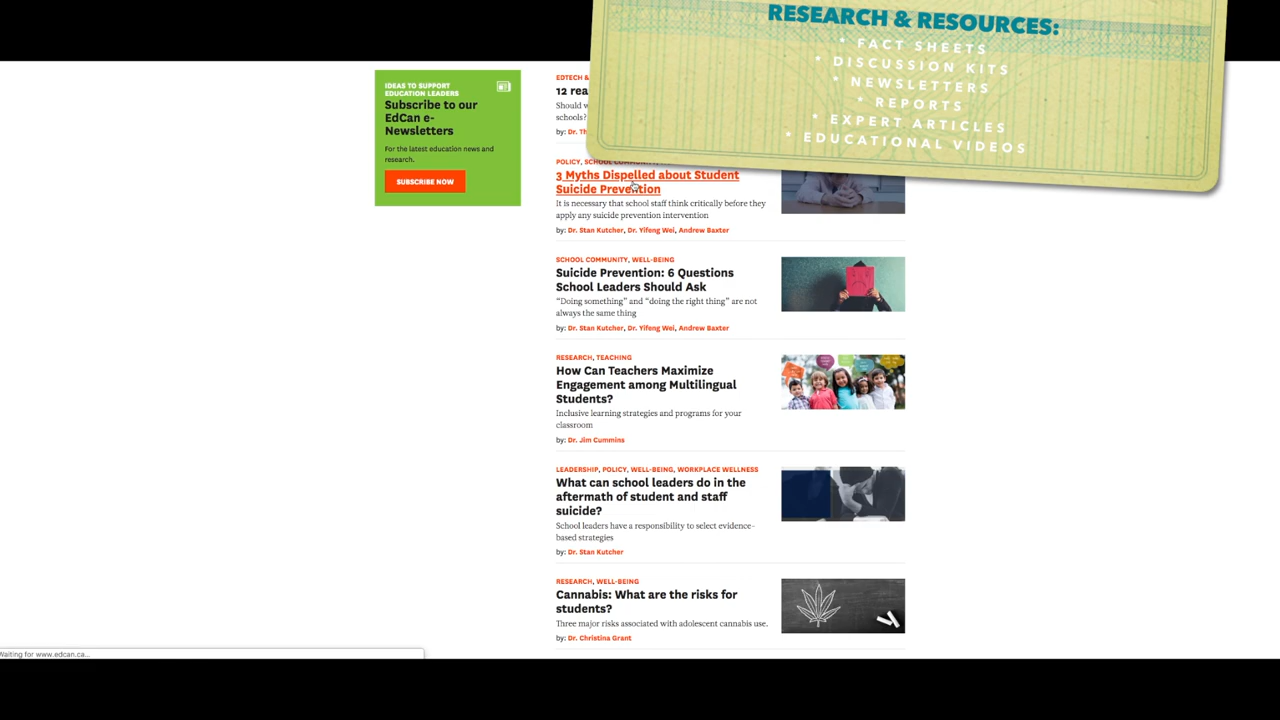 RESEARCH & RESOURCES:
* FACT SHEETS
* DISCUSSION KITS
* NEWSLETTERS
* REPORTS
* EXPERT ARTICLES
* EDUCATIONAL VIDEOS
IDEAS TO SUPPORT
EDUCATION LEADERS
Subscribe to our
EdCan e-
Newsletters
For the latest education news and
research.
SUBSCRIBE NOW
EDTECH &
12
Should
schools?
by: Dr.
POLICY, SCHOOL COMMUNITY,
3 Myths Dispelled about Student
Suicide Prevention
It is necessary that school staff think critically before they
apply any suicide prevention intervention
by: Dr. Stan Kutcher, Dr. Yifeng Wei, Andrew Baxter
SCHOOL COMMUNITY, WELL-BEING
Suicide Prevention: 6 Questions
School Leaders Should Ask
“Doing something” and “doing the right thing” are not
always the same thing
by: Dr. Stan Kutcher, Dr. Yifeng Wei, Andrew Baxter
RESEARCH, TEACHING
How Can Teachers Maximize
Engagement among Multilingual
Students?
Inclusive learning strategies and programs for your
classroom
by: Dr. Jim Cummins
LEADERSHIP, POLICY, WELL-BEING, WORKPLACE WELLNESS
What can school leaders do in the
aftermath of student and staff
suicide?
School leaders have a responsibility to select evidence-
based strategies
by: Dr. Stan Kutcher
RESEARCH, WELL-BEING
Cannabis: What are the risks for
students?
Three major risks associated with adolescent cannabis use.
by: Dr. Christina Grant
Waiting for www.edcan.ca...